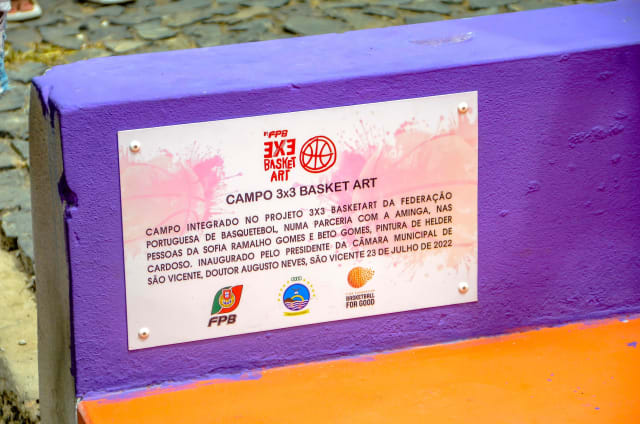 FPB
3X3
BASKET
ART
CAMPO 3x3 BASKET ART
CAMPO INTEGRADO NO PROJETO 3X3 BASKETART DA FEDERAÇÃO
PORTUGUESA DE BASQUETEBOL, NUMA PARCERIA COM A AMINGA, NAS
PESSOAS DA SOFIA RAMALHO GOMES E BETO GOMES, PINTURA DE HELDER
CARDOSO. INAUGURADO PELO PRESIDENTE DA CÂMARA MUNICIPAL DE
SÃO VICENTE, DOUTOR AUGUSTO NEVES, SÃO VICENTE 23 DE JULHO DE 2022
FPB
BASKETBALL
FOR GOOD